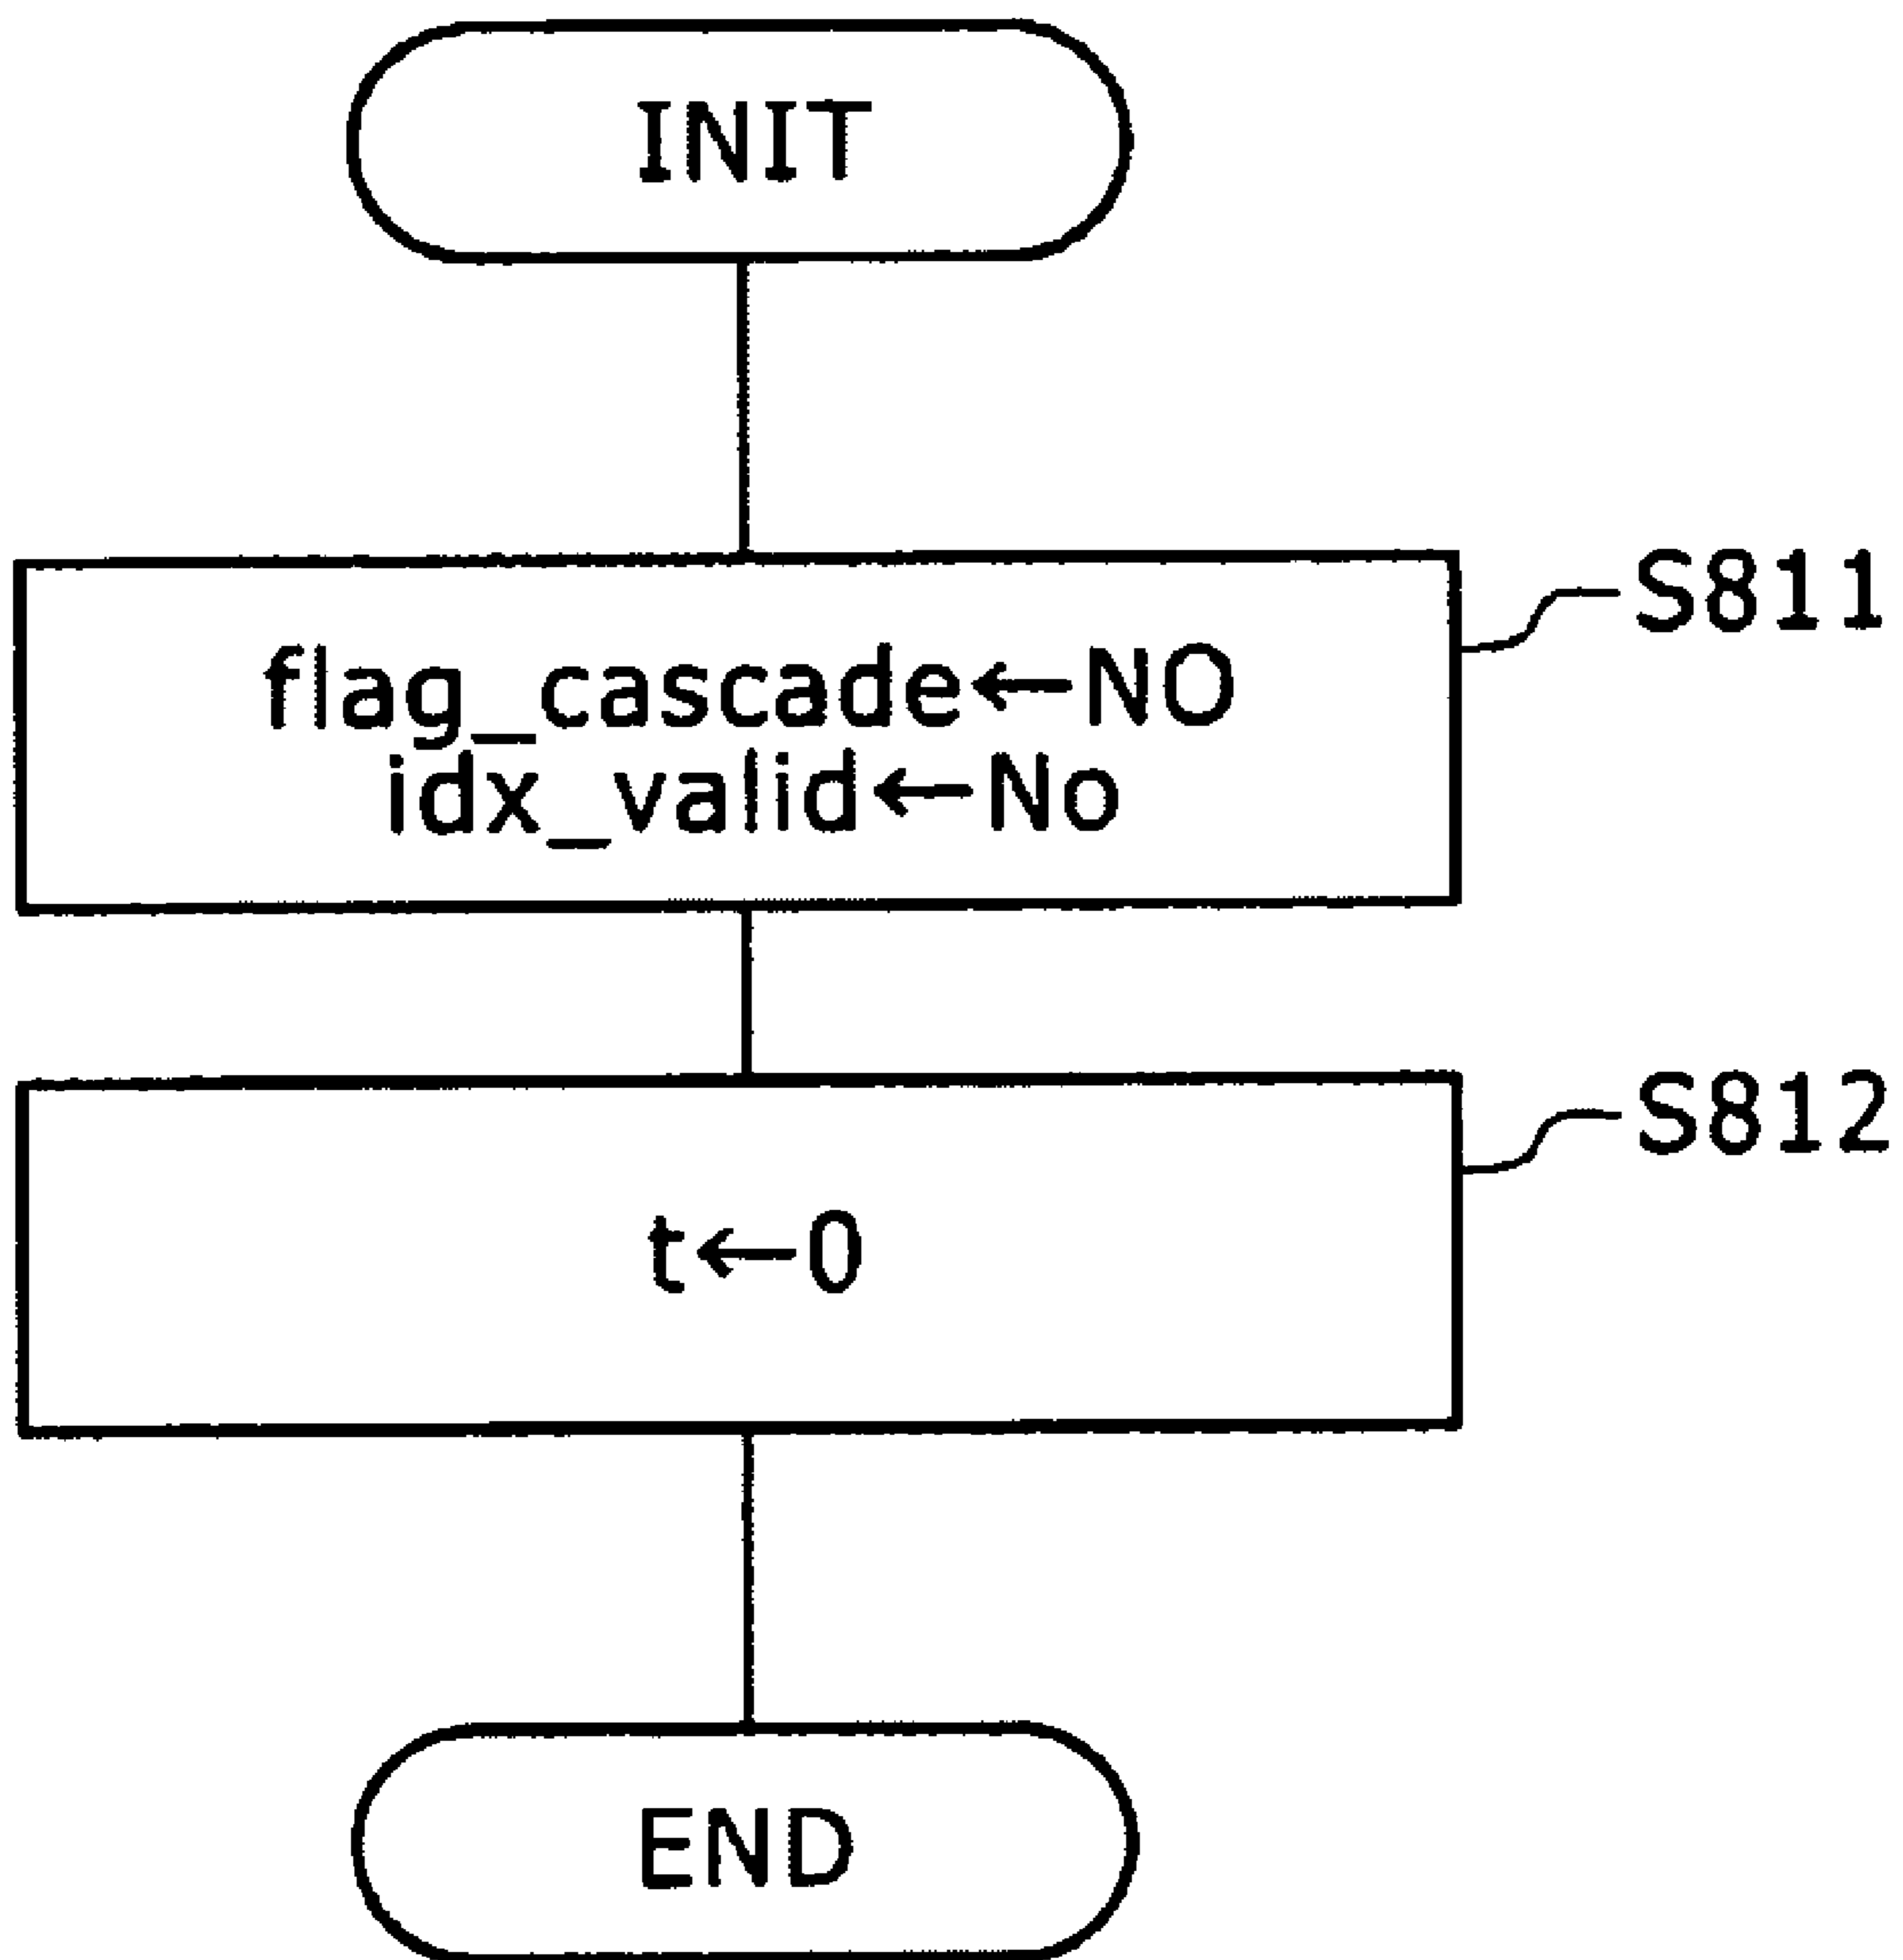 INIT
flag_cascade←NO
idx_valid←No
S811
t←0
S812
END